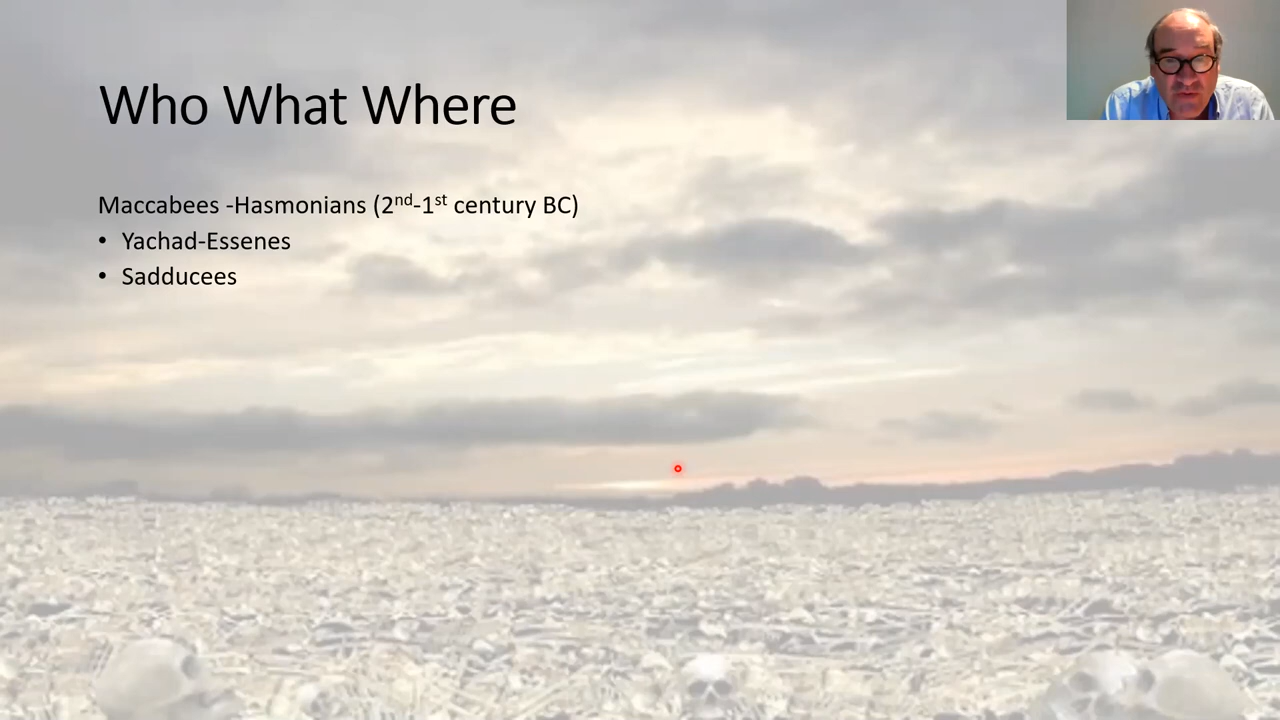 Who What Where
Maccabees -Hasmonians (2nd-1st century BC)
• Yachad-Essenes
• Sadducees